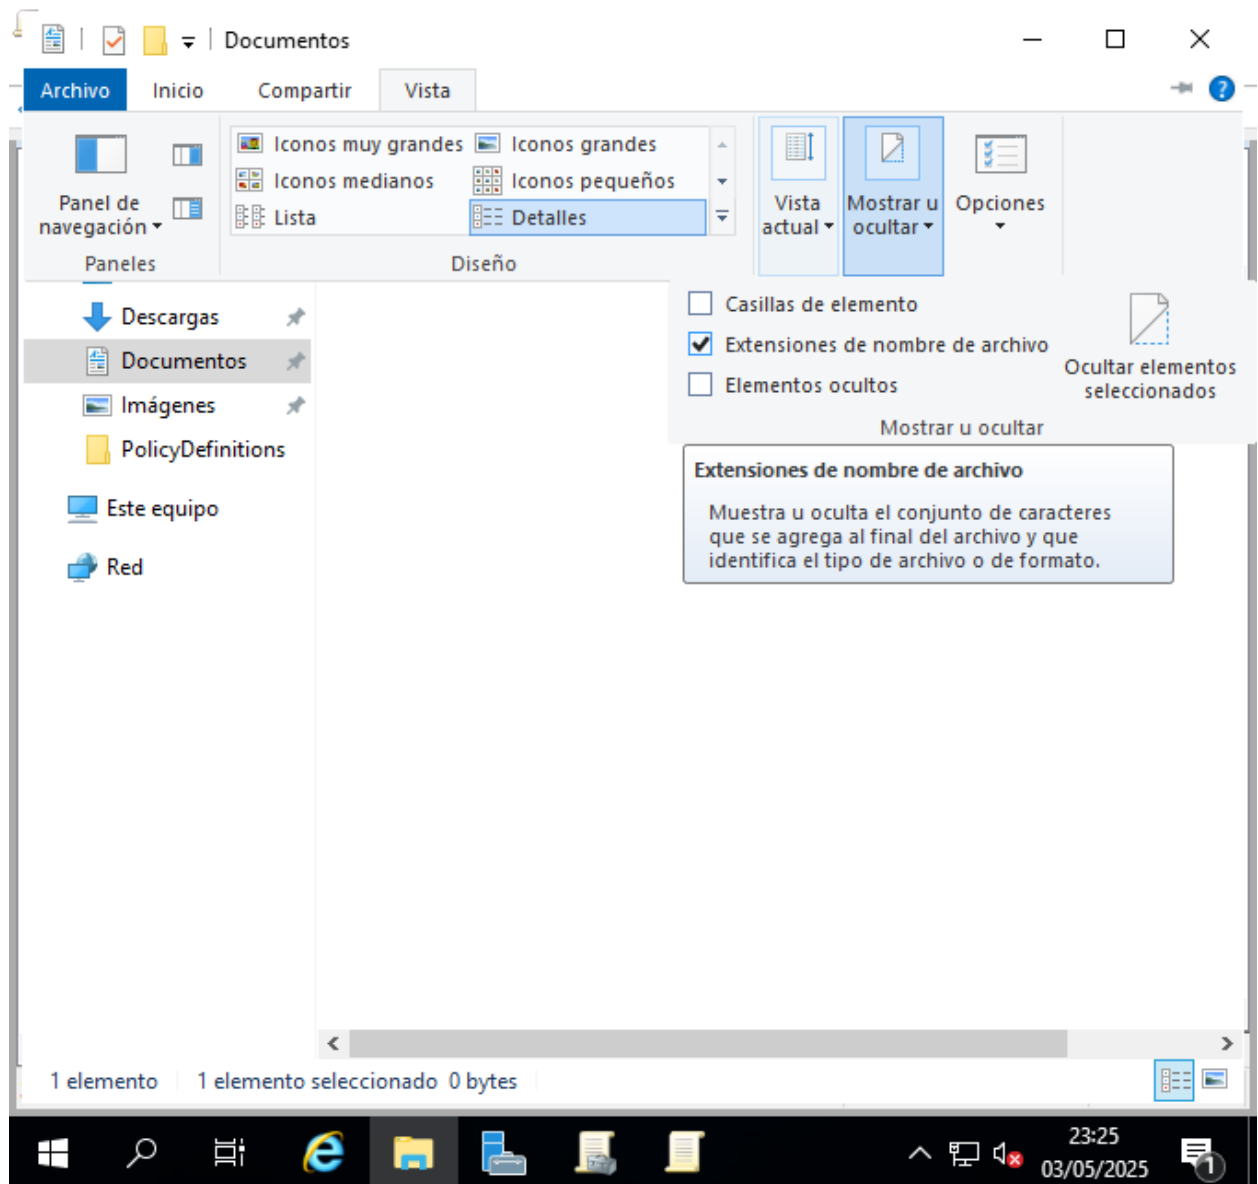 Documentos
Archivo Inicio Compartir Vista
Iconos muy grandes Iconos grandes
Iconos medianos Iconos pequeños
Lista Detalles
Panel de
navegación
Vista
actual
Mostrar u
ocultar
Opciones
Paneles Diseño
Descargas
Documentos
Imágenes
PolicyDefinitions
Este equipo
Red
Casillas de elemento
Extensiones de nombre de archivo
Elementos ocultos
Ocultar elementos
seleccionados
Mostrar u ocultar
Extensiones de nombre de archivo
Muestra u oculta el conjunto de caracteres
que se agrega al final del archivo y que
identifica el tipo de archivo o de formato.
1 elemento 1 elemento seleccionado 0 bytes
23:25
03/05/2025
1